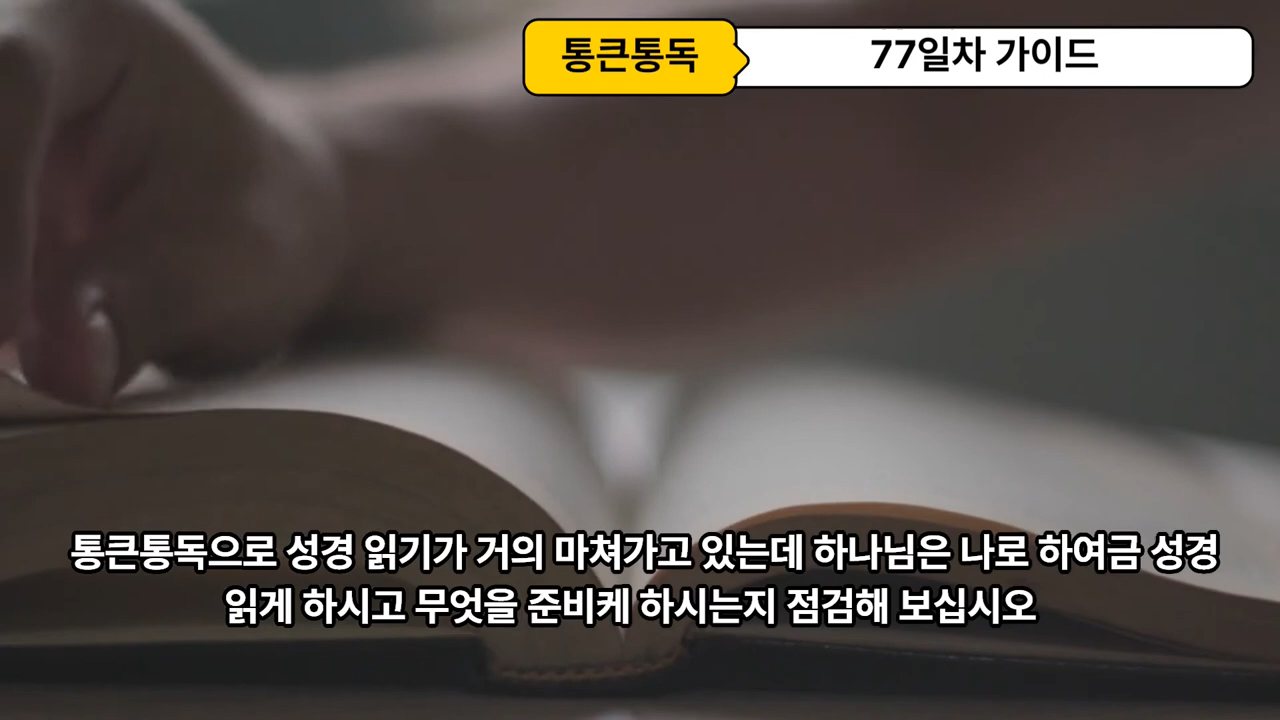 통큰통독
77일차 가이드
통큰통독으로 성경 읽기가 거의 마쳐가고 있는데 하나님은 나로 하여금 성경
읽게 하시고 무엇을 준비케 하시는지 점검해 보십시오